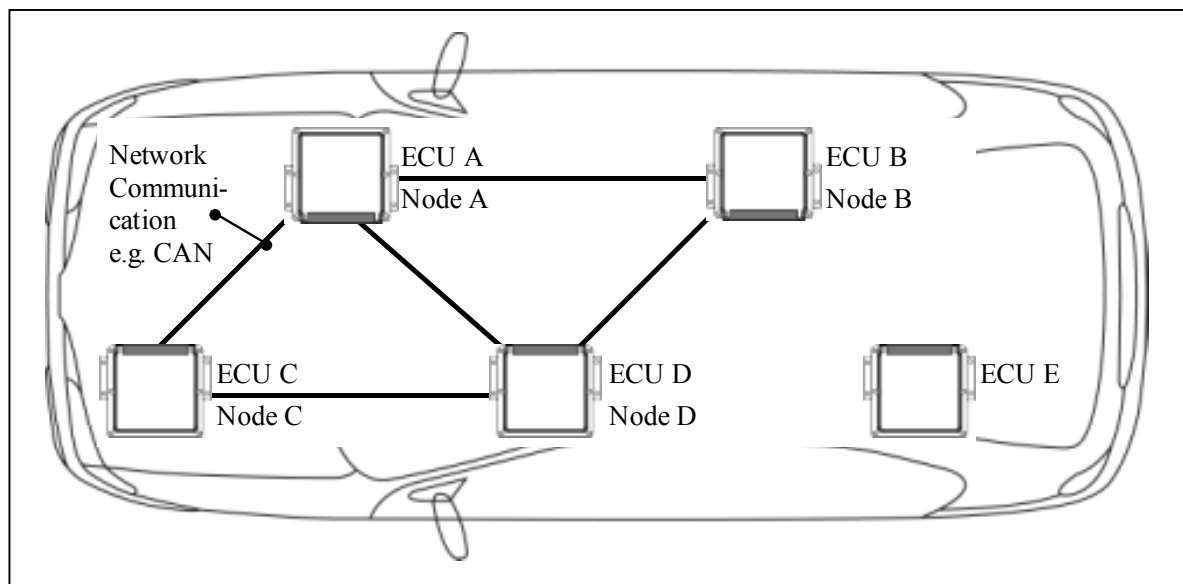 Network
Communi-
cation
e.g. CAN
ECU A
Node A
ECU B
Node B
ECU C
Node C
ECU D
Node D
ECU E